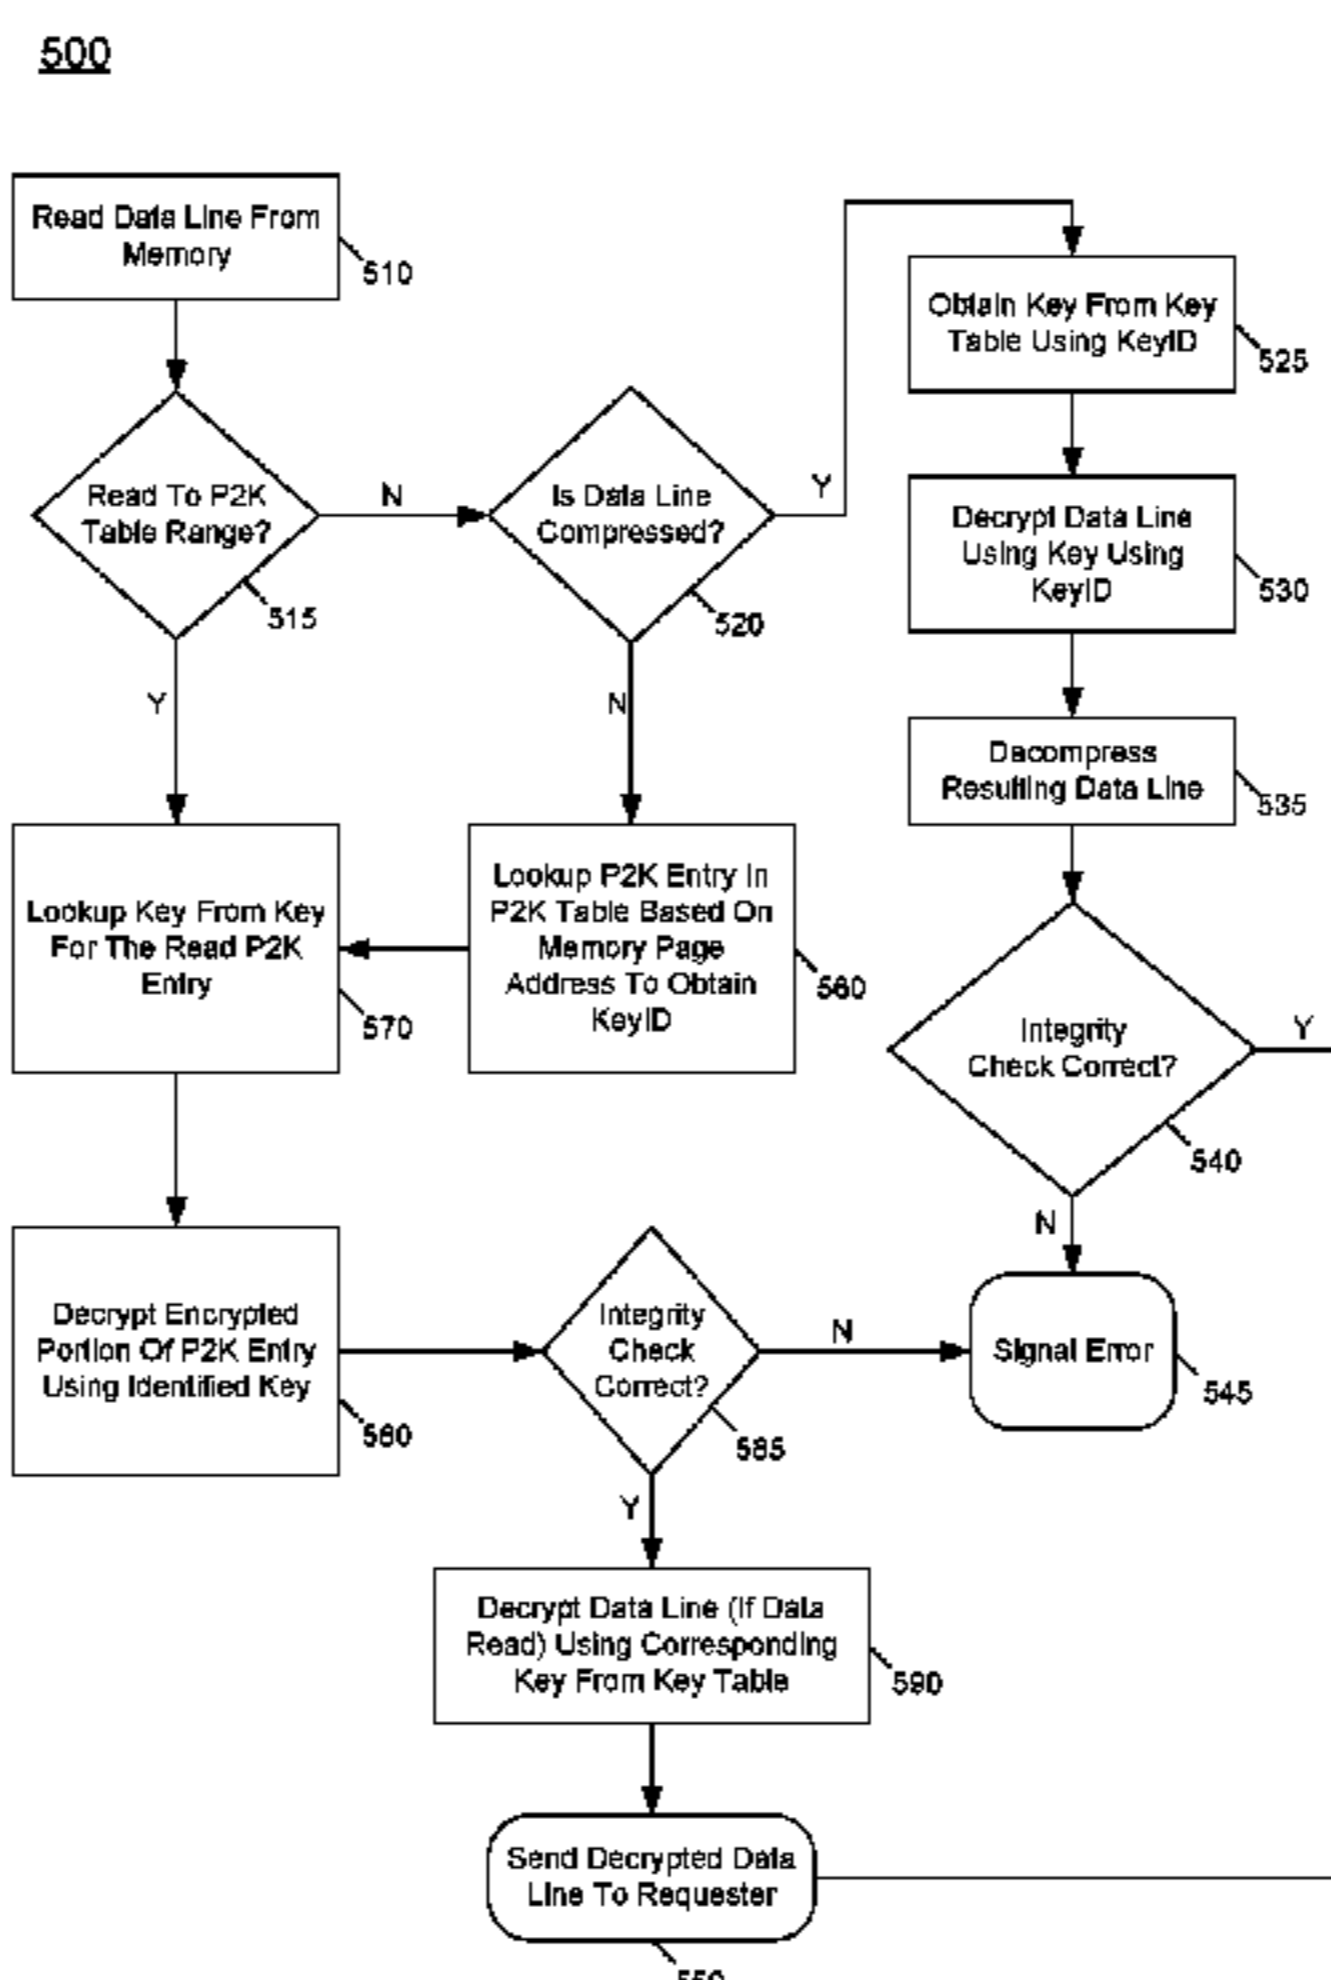 500
Read Data Line From
Memory
510
Read To P2K
Table Range?
515
N
Y
Is Data Line
Compressed?
520
Y
N
Obtain Key From Key
Table Using KeyID
525
Decrypt Data Line
Using Key Using
KeyID
530
Dacompress
Resulting Data Line
535
Lookup Key From Key
For The Read P2K
Entry
570
Lookup P2K Entry In
P2K Table Based On
Memory Page
Address To Obtain
KeyID
560
Integrity
Check Correct?
540
Y
N
Decrypt Encrypted
Portion Of P2K Entry
Using Identified Key
580
Integrity
Check
Correct?
585
N
Y
Signal Error
545
Decrypt Data Line (If Data
Read) Using Corresponding
Key From Key Table
590
Send Decrypted Data
Line To Requester